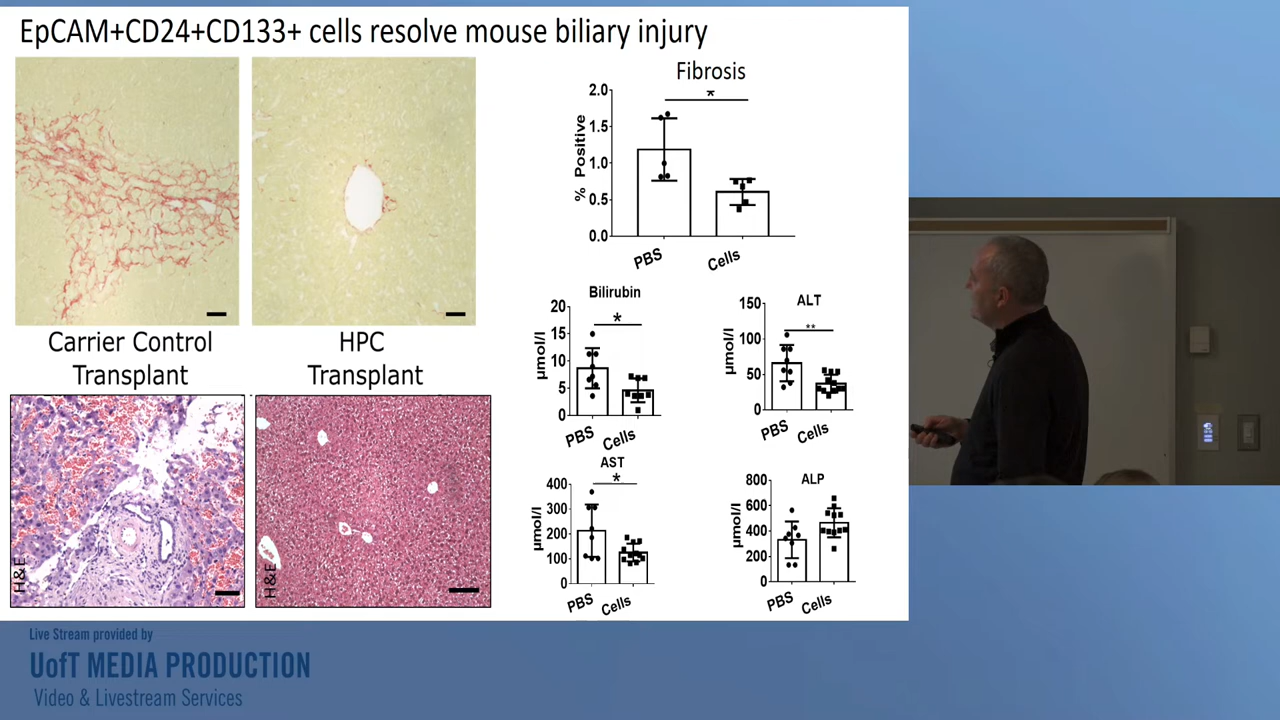 EpCAM+CD24+CD133+ cells resolve mouse biliary injury
Carrier Control
Transplant
HPC
Transplant
H&E
H&E
Fibrosis
*
% Positive
2.0
1.5
1.0
0.5
0.0
PBS
Cells
Bilirubin
*
µmol/l
20
15
10
5
0
PBS
Cells
ALT
**
µmol/l
150
100
50
0
PBS
Cells
AST
*
µmol/l
400
300
200
100
0
PBS
Cells
ALP
µmol/l
800
600
400
200
0
PBS
Cells
Live Stream provided by
UofT MEDIA PRODUCTION
Video & Livestream Services